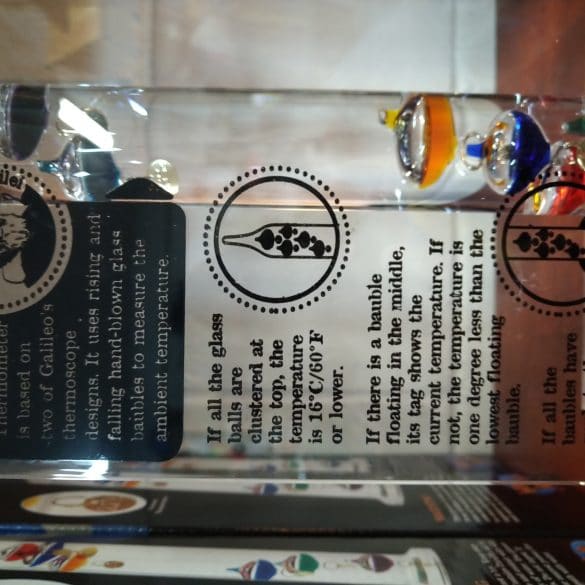 Thermometer
is based on
two of Galileo's
thermoscope
designs. It uses rising and
falling hand-blown glass
baubles to measure the
ambient temperature.
If all the glass
balls are
clustered at
the top, the
temperature
is 16°C/60°F
or lower.
If there is a bauble
floating in the middle,
its tag shows the
current temperature. If
not, the temperature is
one degree less than the
lowest floating
bauble.
If all the
baubles have